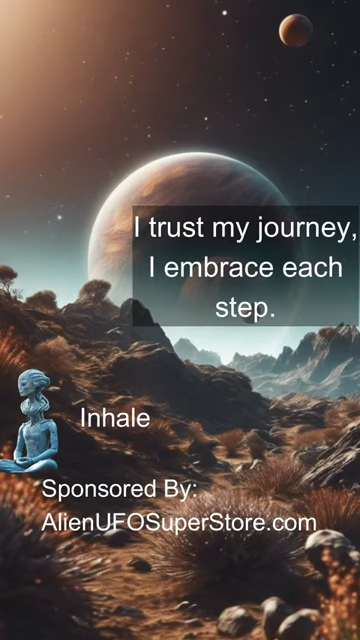 I trust my journey,
I embrace each
step.
Inhale
Sponsored By:
AlienUFOSuperStore.com